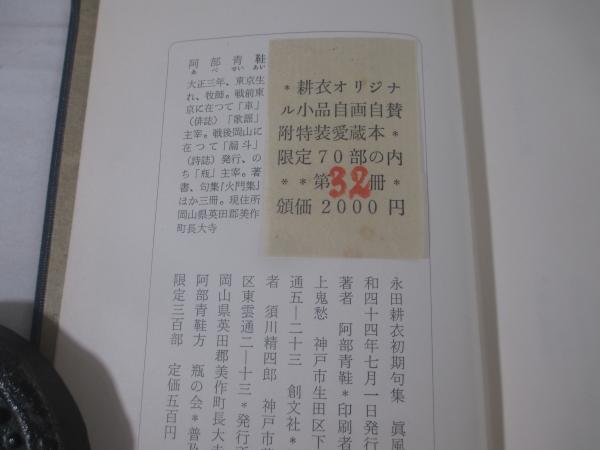 阿部青鞋
あべせいあい
大正三年、東京生
れ、牧師。戦前東
京に在つて「車」
（俳誌）「歌謡」
主宰。戦後岡山に
在つて「扇斗」
（詩誌）発行、の
ち「瓶」主宰。著
書、句集『火門集』
ほか三冊。現住所
岡山県英田郡美作
町長大寺
＊耕衣オリジナ
ル小品自画自賛
附特装愛蔵本＊
限定70部の内
＊＊第32冊＊
頒価2000円
永田耕衣初期句集 眞風
和四十四年七月一日発行
著者 阿部青鞋＊印刷者
上鬼愁 神戸市生田区下
通五―二十三 創文社＊
者 須川精四郎 神戸市
区東雲通二―十三＊発行
岡山県英田郡美作町長大
阿部青鞋方 瓶の会＊普及
限定三百部 定価五百円